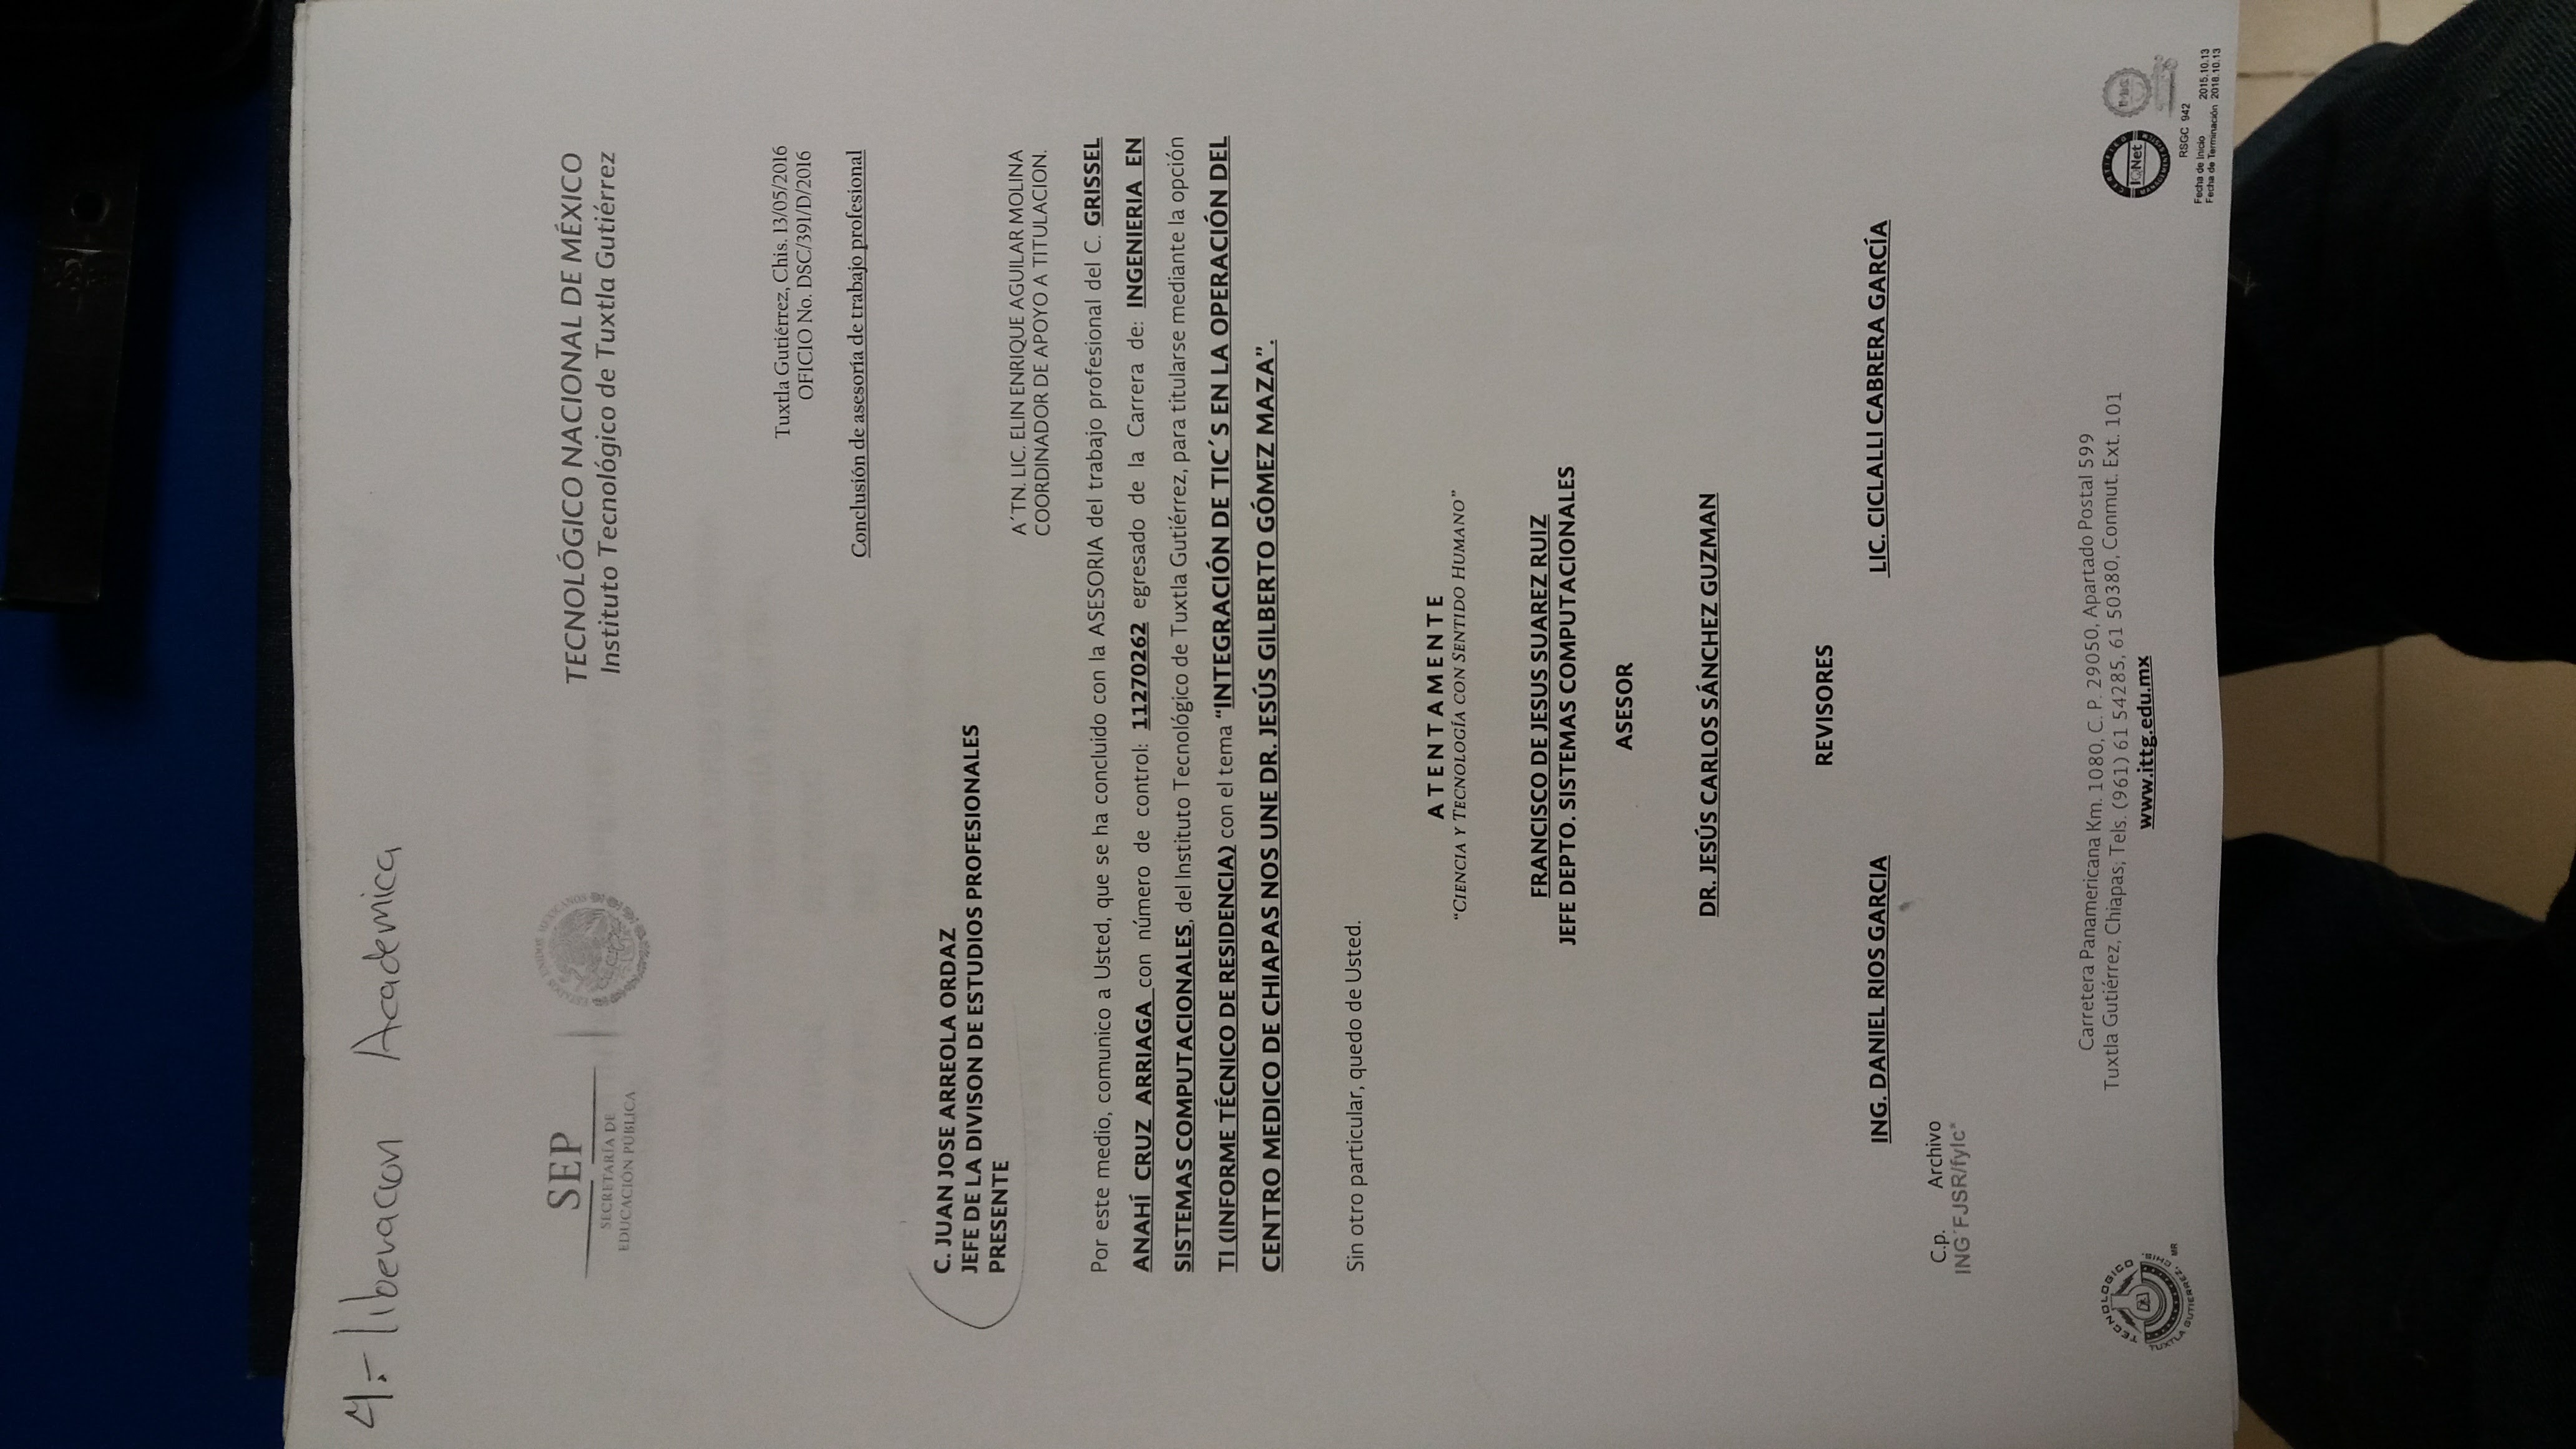 4.- liberacion Academica
SEP
SECRETARÍA DE
EDUCACIÓN PÚBLICA
ESTADOS UNIDOS MEXICANOS
TECNOLÓGICO NACIONAL DE MÉXICO
Instituto Tecnológico de Tuxtla Gutiérrez
Tuxtla Gutiérrez, Chis. 13/05/2016
OFICIO No. DSC/391/D/2016
Conclusión de asesoría de trabajo profesional
C. JUAN JOSE ARREOLA ORDAZ
JEFE DE LA DIVISON DE ESTUDIOS PROFESIONALES
PRESENTE
A´TN. LIC. ELIN ENRIQUE AGUILAR MOLINA
COORDINADOR DE APOYO A TITULACION.
Por este medio, comunico a Usted, que se ha concluido con la ASESORIA del trabajo profesional del C. GRISSEL
ANAHÍ CRUZ ARRIAGA con número de control: 11270262 egresado de la Carrera de: INGENIERIA EN
SISTEMAS COMPUTACIONALES, del Instituto Tecnológico de Tuxtla Gutiérrez, para titularse mediante la opción
TI (INFORME TÉCNICO DE RESIDENCIA) con el tema “INTEGRACIÓN DE TIC´S EN LA OPERACIÓN DEL
CENTRO MEDICO DE CHIAPAS NOS UNE DR. JESÚS GILBERTO GÓMEZ MAZA”.
Sin otro particular, quedo de Usted.
ATENTAMENTE
“CIENCIA Y TECNOLOGÍA CON SENTIDO HUMANO”
FRANCISCO DE JESUS SUAREZ RUIZ
JEFE DEPTO. SISTEMAS COMPUTACIONALES
ASESOR
DR. JESÚS CARLOS SÁNCHEZ GUZMAN
REVISORES
ING. DANIEL RIOS GARCIA LIC. CICLALLI CABRERA GARCÍA
C.p. Archivo
ING´FJSR/fylc*
Carretera Panamericana Km. 1080, C. P. 29050, Apartado Postal 599
Tuxtla Gutiérrez, Chiapas; Tels. (961) 61 54285, 61 50380, Conmut. Ext. 101
www.ittg.edu.mx
TECNOLOGICO
TUXTLA GUTIERREZ, CHIS.
MR
CERTIFIED
IQNet
MANAGEMENT SYSTEM
RSGC 942
Fecha de Inicio 2015.10.13
Fecha de Terminación 2018.10.13